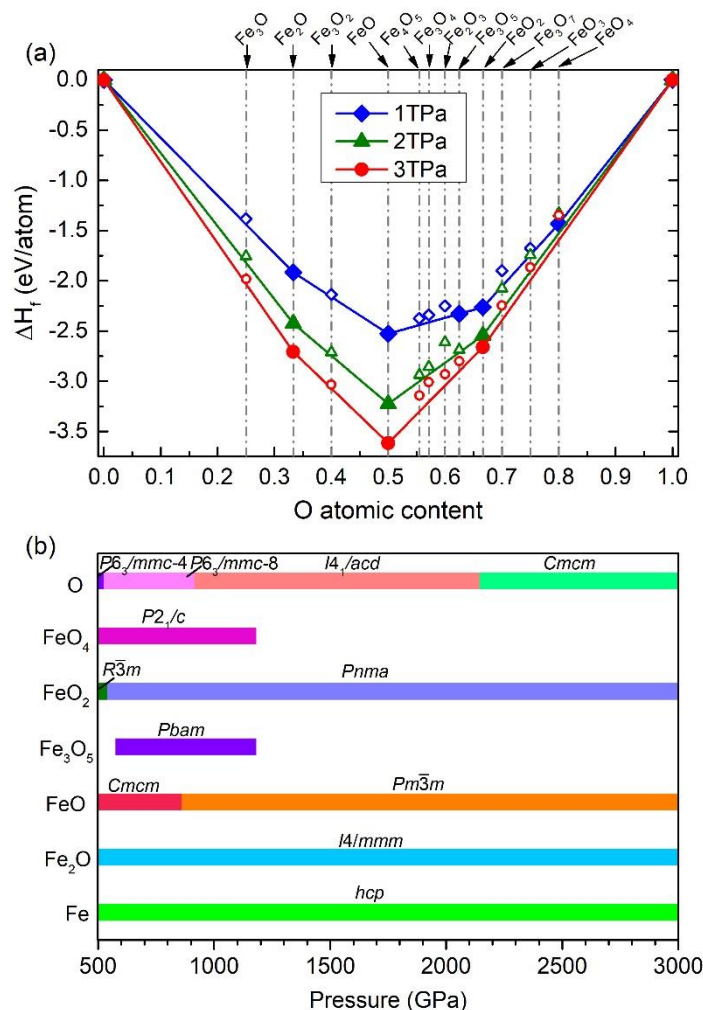 Fe₃O Fe₂O Fe₃O₂ FeO Fe₄O₅ Fe₃O₄ Fe₂O₃ Fe₃O₅ FeO₂ Fe₃O₇ FeO₃ FeO₄
(a)
0.0
-0.5
-1.0
-1.5
-2.0
-2.5
-3.0
-3.5
ΔH_f (eV/atom)
1TPa
2TPa
3TPa
0.0 0.1 0.2 0.3 0.4 0.5 0.6 0.7 0.8 0.9 1.0
O atomic content
(b)
P6₃/mmc-4 P6₃/mmc-8 I4₁/acd Cmcm
O
P2₁/c
FeO₄
R3̅m Pnma
FeO₂
Pbam
Fe₃O₅
Cmcm Pm3̅m
FeO
I4/mmm
Fe₂O
hcp
Fe
500 1000 1500 2000 2500 3000
Pressure (GPa)